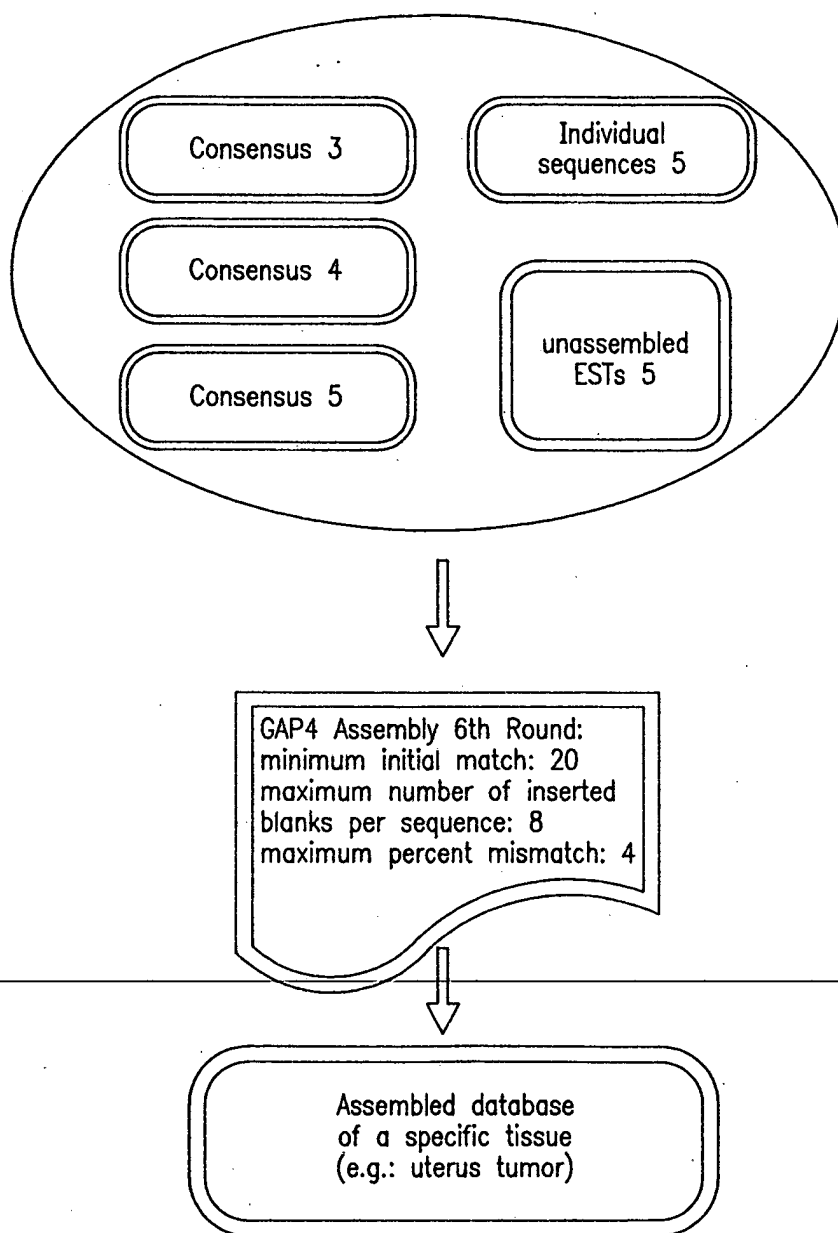 Consensus 3
Individual
sequences 5
Consensus 4
unassembled
ESTs 5
Consensus 5
GAP4 Assembly 6th Round:
minimum initial match: 20
maximum number of inserted
blanks per sequence: 8
maximum percent mismatch: 4
Assembled database
of a specific tissue
(e.g.: uterus tumor)